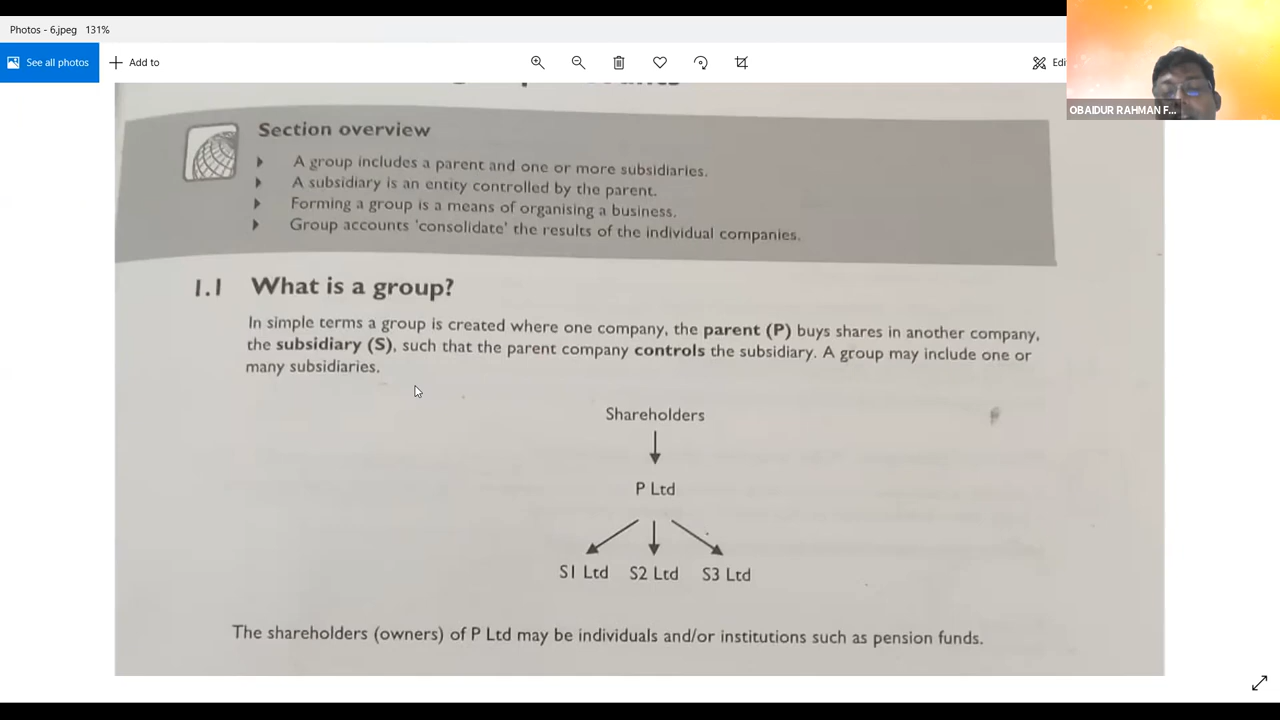 Photos - 6.jpeg 131%
See all photos
Add to
OBAIDUR RAHMAN F...
Section overview
A group includes a parent and one or more subsidiaries.
A subsidiary is an entity controlled by the parent.
Forming a group is a means of organising a business.
Group accounts 'consolidate' the results of the individual companies.
1.1 What is a group?
In simple terms a group is created where one company, the parent (P) buys shares in another company,
the subsidiary (S), such that the parent company controls the subsidiary. A group may include one or
many subsidiaries.
Shareholders
P Ltd
S1 Ltd S2 Ltd S3 Ltd
The shareholders (owners) of P Ltd may be individuals and/or institutions such as pension funds.